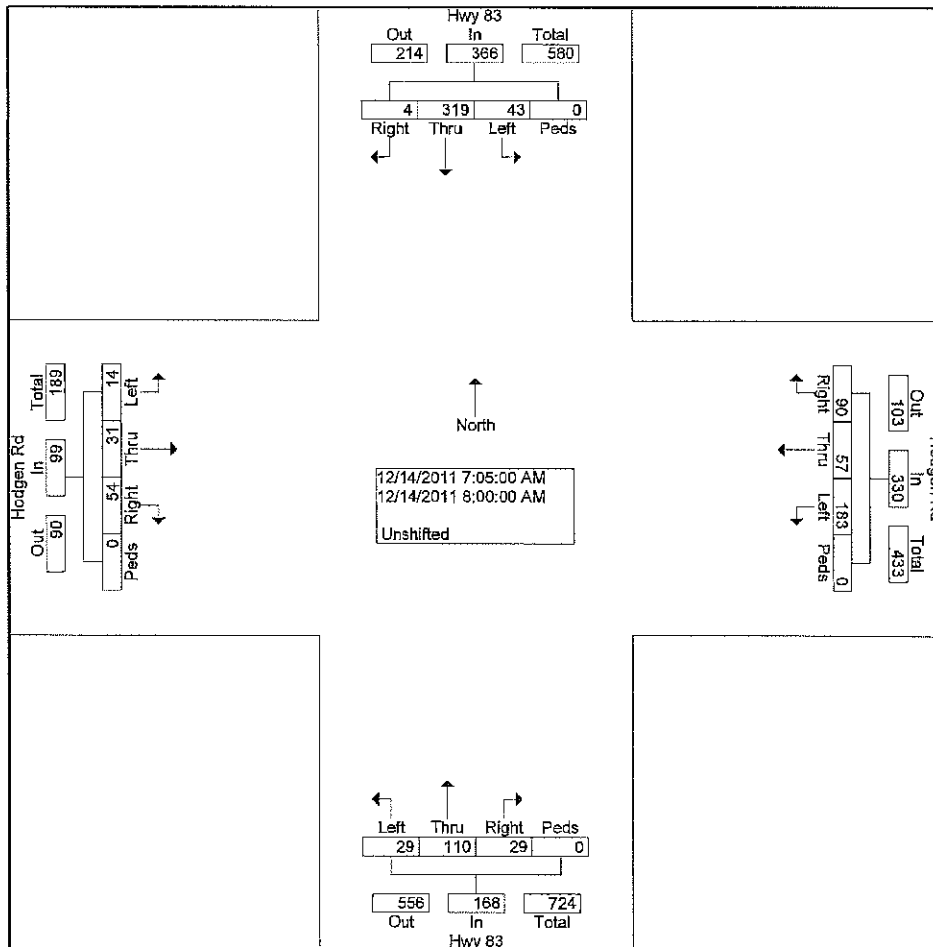 Hwy 83
Out In Total
214 366 580
4 319 43 0
Right Thru Left Peds
Hodgen Rd
Total In Out
189 99 90
14 31 54 0
Left Thru Right Peds
North
12/14/2011 7:05:00 AM
12/14/2011 8:00:00 AM
Unshifted
Right Thru Left Peds
90 57 183 0
Out In Total
103 330 433
Left Thru Right Peds
29 110 29 0
556 168 724
Out In Total
Hwy 83